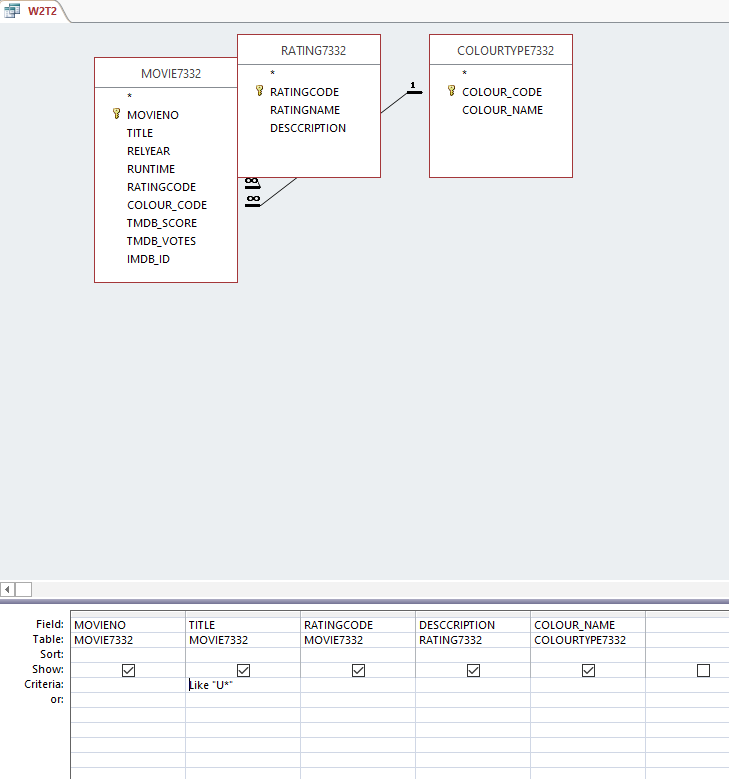 W2T2
MOVIE7332
*
MOVIENO
TITLE
RELYEAR
RUNTIME
RATINGCODE
COLOUR_CODE
TMDB_SCORE
TMDB_VOTES
IMDB_ID
RATING7332
*
RATINGCODE
RATINGNAME
DESCCRIPTION
1
∞
∞
COLOURTYPE7332
*
COLOUR_CODE
COLOUR_NAME
Field: MOVIENO TITLE RATINGCODE DESCCRIPTION COLOUR_NAME
Table: MOVIE7332 MOVIE7332 MOVIE7332 RATING7332 COLOURTYPE7332
Sort:
Show:
Criteria: Like "U*"
or: